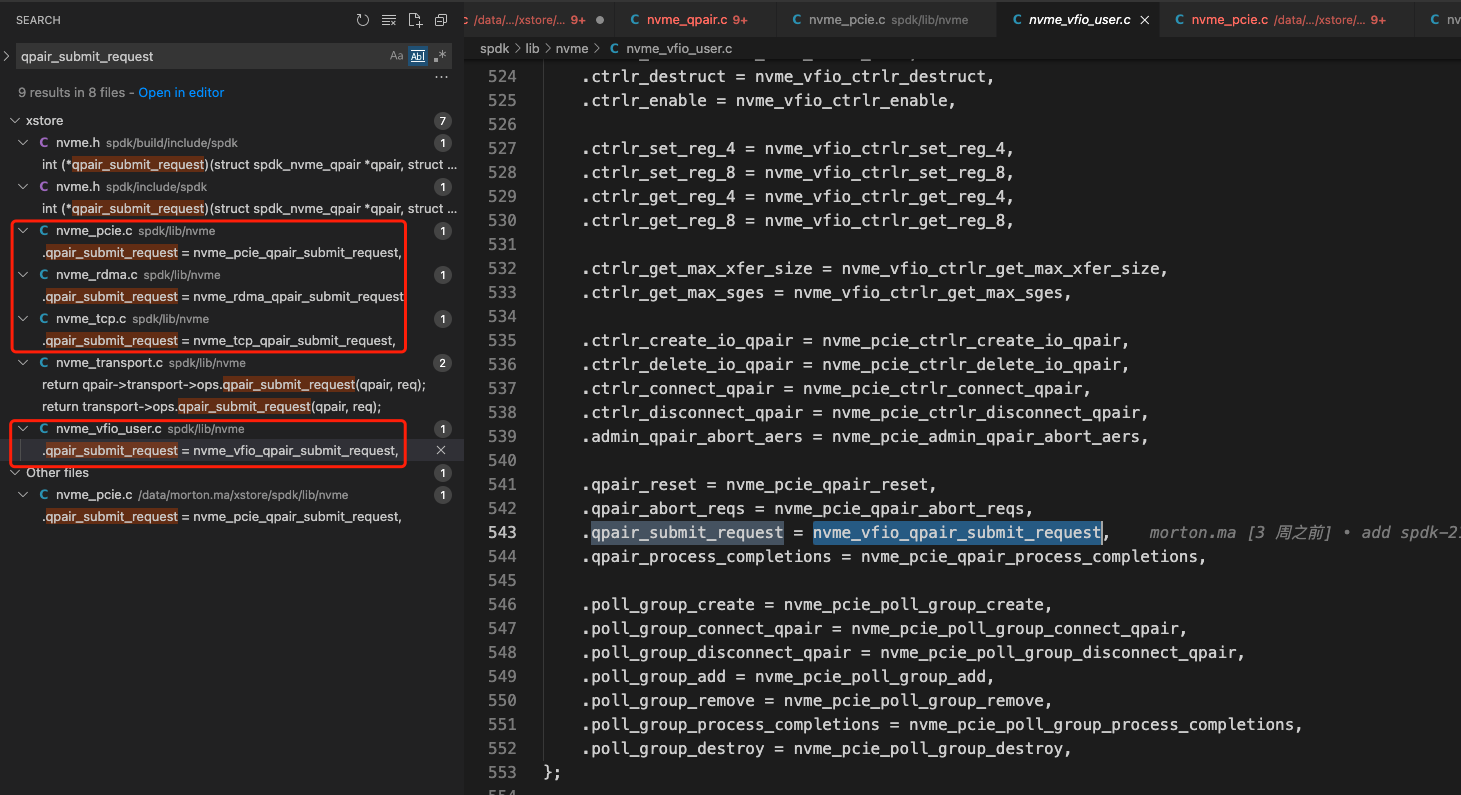 SEARCH
qpair_submit_request
Aa Abl .*
...
9 results in 8 files - Open in editor
xstore 7
C nvme.h spdk/build/include/spdk 1
int (*qpair_submit_request)(struct spdk_nvme_qpair *qpair, struct ...
C nvme.h spdk/include/spdk 1
int (*qpair_submit_request)(struct spdk_nvme_qpair *qpair, struct ...
C nvme_pcie.c spdk/lib/nvme 1
.qpair_submit_request = nvme_pcie_qpair_submit_request,
C nvme_rdma.c spdk/lib/nvme 1
.qpair_submit_request = nvme_rdma_qpair_submit_request
C nvme_tcp.c spdk/lib/nvme 1
.qpair_submit_request = nvme_tcp_qpair_submit_request,
C nvme_transport.c spdk/lib/nvme 2
return qpair->transport->ops.qpair_submit_request(qpair, req);
return transport->ops.qpair_submit_request(qpair, req);
C nvme_vfio_user.c spdk/lib/nvme 1
.qpair_submit_request = nvme_vfio_qpair_submit_request,
Other files 1
C nvme_pcie.c /data/morton.ma/xstore/spdk/lib/nvme 1
.qpair_submit_request = nvme_pcie_qpair_submit_request,
c /data/.../xstore/... 9+ C nvme_qpair.c 9+ C nvme_pcie.c spdk/lib/nvme C nvme_vfio_user.c C nvme_pcie.c /data/.../xstore/... 9+ C
spdk > lib > nvme > C nvme_vfio_user.c
524 .ctrlr_destruct = nvme_vfio_ctrlr_destruct,
525 .ctrlr_enable = nvme_vfio_ctrlr_enable,
526
527 .ctrlr_set_reg_4 = nvme_vfio_ctrlr_set_reg_4,
528 .ctrlr_set_reg_8 = nvme_vfio_ctrlr_set_reg_8,
529 .ctrlr_get_reg_4 = nvme_vfio_ctrlr_get_reg_4,
530 .ctrlr_get_reg_8 = nvme_vfio_ctrlr_get_reg_8,
531
532 .ctrlr_get_max_xfer_size = nvme_vfio_ctrlr_get_max_xfer_size,
533 .ctrlr_get_max_sges = nvme_vfio_ctrlr_get_max_sges,
534
535 .ctrlr_create_io_qpair = nvme_pcie_ctrlr_create_io_qpair,
536 .ctrlr_delete_io_qpair = nvme_pcie_ctrlr_delete_io_qpair,
537 .ctrlr_connect_qpair = nvme_pcie_ctrlr_connect_qpair,
538 .ctrlr_disconnect_qpair = nvme_pcie_ctrlr_disconnect_qpair,
539 .admin_qpair_abort_aers = nvme_pcie_admin_qpair_abort_aers,
540
541 .qpair_reset = nvme_pcie_qpair_reset,
542 .qpair_abort_reqs = nvme_pcie_qpair_abort_reqs,
543 .qpair_submit_request = nvme_vfio_qpair_submit_request, morton.ma [3 周之前] • add spdk-21
544 .qpair_process_completions = nvme_pcie_qpair_process_completions,
545
546 .poll_group_create = nvme_pcie_poll_group_create,
547 .poll_group_connect_qpair = nvme_pcie_poll_group_connect_qpair,
548 .poll_group_disconnect_qpair = nvme_pcie_poll_group_disconnect_qpair,
549 .poll_group_add = nvme_pcie_poll_group_add,
550 .poll_group_remove = nvme_pcie_poll_group_remove,
551 .poll_group_process_completions = nvme_pcie_poll_group_process_completions,
552 .poll_group_destroy = nvme_pcie_poll_group_destroy,
553 };